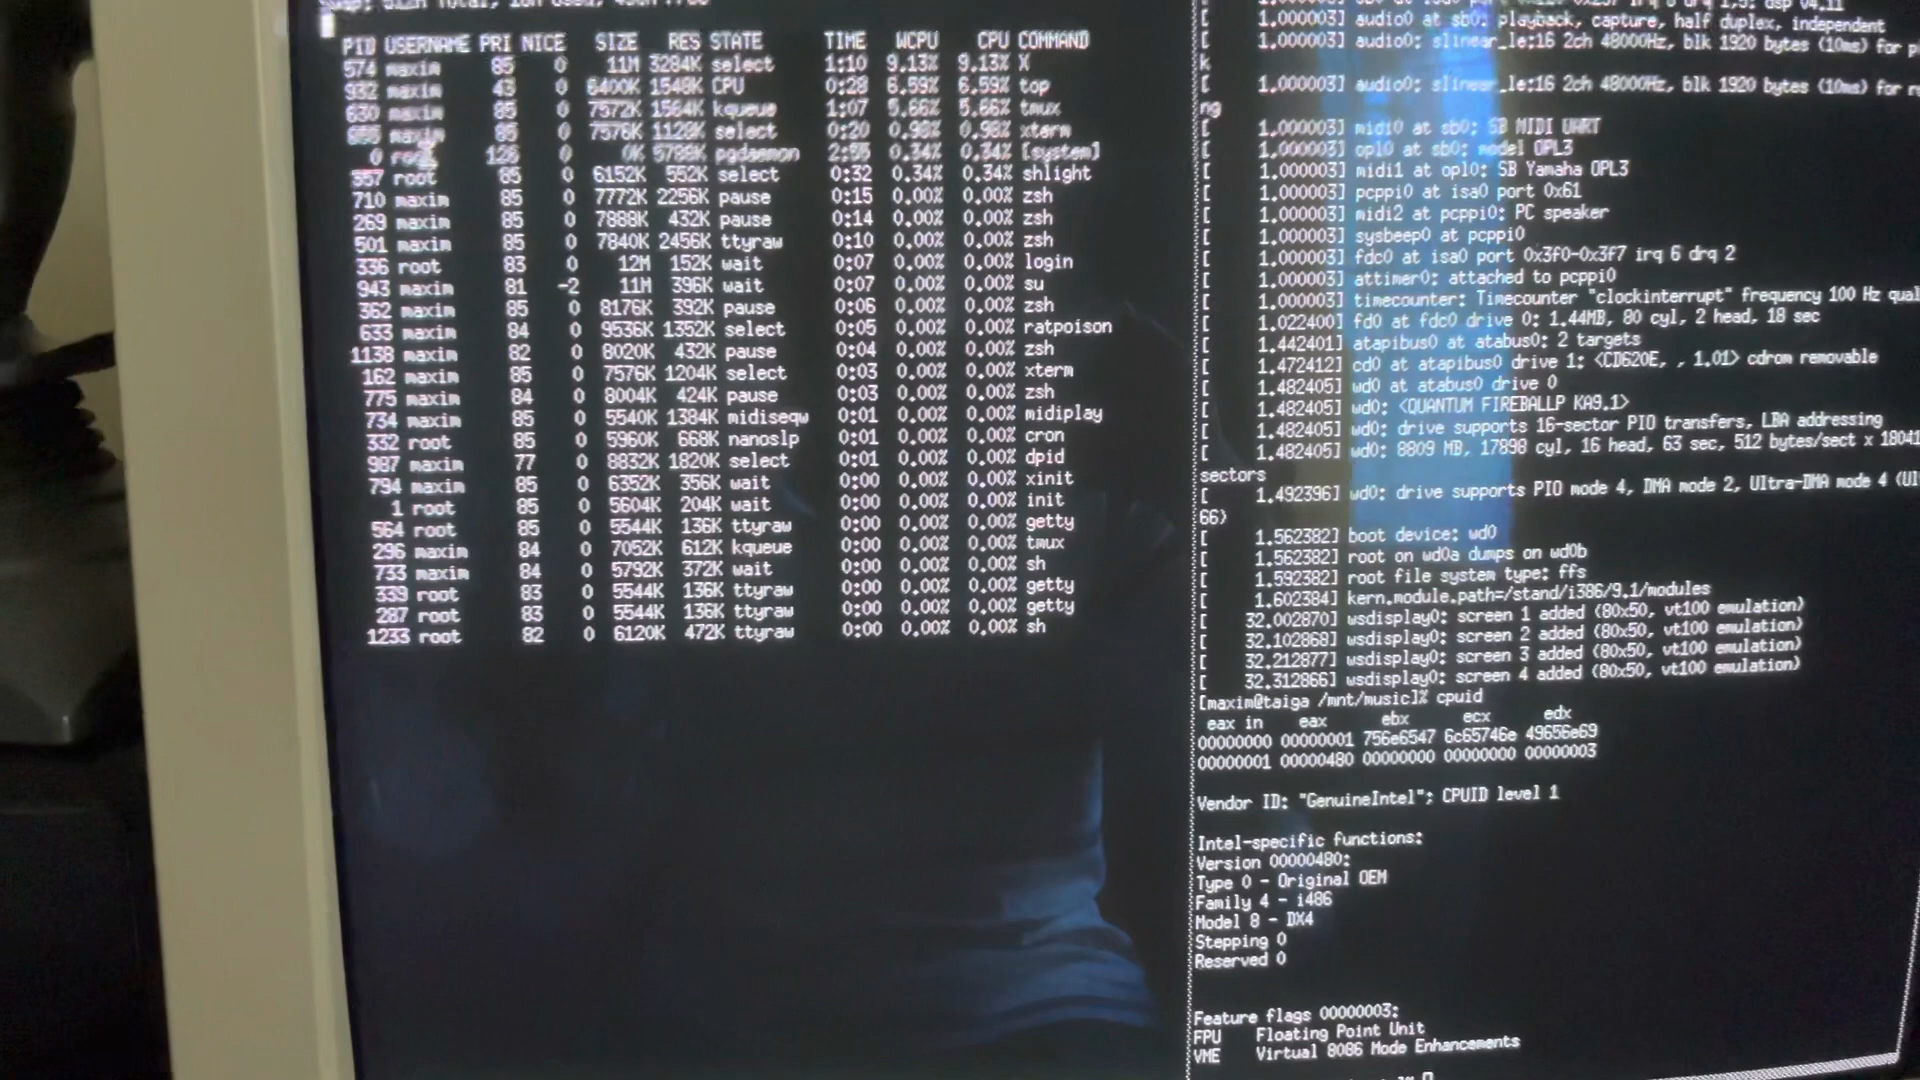 Swap: 512M Total,
PID USERNAME PRI NICE   SIZE   RES STATE      TIME   WCPU    CPU COMMAND
574 maxim     85    0    11M 3284K select     1:10  9.13%  9.13% X
932 maxim     43    0  6400K 1548K CPU        0:28  6.59%  6.59% top
630 maxim     85    0  7572K 1564K kqueue     1:07  5.66%  5.66% tmux
maxim     85    0  7576K 1128K select     0:20  0.98%  0.98% xterm
0 root     126    0     0K 5788K pgdaemon   0.34%  0.34% [system]
357 root      85    0  6152K  552K select     0:32  0.34%  0.34% shlight
710 maxim     85    0  7772K 2256K pause      0:15  0.00%  0.00% zsh
269 maxim     85    0  7888K  432K pause      0:14  0.00%  0.00% zsh
501 maxim     85    0  7840K 2456K ttyraw     0:10  0.00%  0.00% zsh
336 root      83    0    12M  152K wait       0:07  0.00%  0.00% login
943 maxim     81   -2    11M  396K wait       0:07  0.00%  0.00% su
362 maxim     85    0  8176K  392K pause      0:06  0.00%  0.00% zsh
633 maxim     84    0  9536K 1352K select     0:05  0.00%  0.00% ratpoison
1138 maxim     82    0  8020K  432K pause      0:04  0.00%  0.00% zsh
162 maxim     85    0  7576K 1204K select     0:03  0.00%  0.00% xterm
775 maxim     84    0  8004K  424K pause      0:03  0.00%  0.00% zsh
734 maxim     85    0  5540K 1384K midisequ   0:01  0.00%  0.00% midiplay
332 root      85    0  5960K  668K nanoslp    0:01  0.00%  0.00% cron
987 maxim     77    0  8832K 1820K select     0:01  0.00%  0.00% dpid
794 maxim     85    0  6352K  356K wait       0:00  0.00%  0.00% xinit
1 root      85    0  5604K  204K wait       0:00  0.00%  0.00% init
564 root      85    0  5544K  136K ttyraw     0:00  0.00%  0.00% getty
296 maxim     84    0  7052K  612K kqueue     0:00  0.00%  0.00% tmux
733 maxim     84    0  5792K  372K wait       0:00  0.00%  0.00% sh
339 root      83    0  5544K  136K ttyraw     0:00  0.00%  0.00% getty
287 root      83    0  5544K  136K ttyraw     0:00  0.00%  0.00% getty
1233 root      82    0  6120K  472K ttyraw     0:00  0.00%  0.00% sh
dsp v4.11
[     1.000003] audio0 at sb0: playback, capture, half duplex, independent
[     1.000003] audio0: slinear_le:16 2ch 48000Hz, blk 1920 bytes (10ms) for
k
[     1.000003] audio0: slinear_le:16 2ch 48000Hz, blk 1920 bytes (10ms) for
ng
[     1.000003] midi0 at sb0: SB MIDI UART
[     1.000003] opl0 at sb0: model OPL3
[     1.000003] midi1 at opl0: SB Yamaha OPL3
[     1.000003] pcppi0 at isa0 port 0x61
[     1.000003] midi2 at pcppi0: PC speaker
[     1.000003] sysbeep0 at pcppi0
[     1.000003] fdc0 at isa0 port 0x3f0-0x3f7 irq 6 drq 2
[     1.000003] attimer0: attached to pcppi0
[     1.000003] timecounter: Timecounter "clockinterrupt" frequency 100 Hz qual
[     1.022400] fd0 at fdc0 drive 0: 1.44MB, 80 cyl, 2 head, 18 sec
[     1.442401] atapibus0 at atabus0: 2 targets
[     1.472412] cd0 at atapibus0 drive 1: <CD620E, , 1.01> cdrom removable
[     1.482405] wd0 at atabus0 drive 0
[     1.482405] wd0: <QUANTUM FIREBALLP KA9.1>
[     1.482405] wd0: drive supports 16-sector PIO transfers, LBA addressing
[     1.482405] wd0: 8809 MB, 17898 cyl, 16 head, 63 sec, 512 bytes/sect x 18041
sectors
[     1.492396] wd0: drive supports PIO mode 4, DMA mode 2, Ultra-DMA mode 4 (Ul
66)
[     1.562382] boot device: wd0
[     1.562382] root on wd0a dumps on wd0b
[     1.592382] root file system type: ffs
[     1.602384] kern.module.path=/stand/i386/9.1/modules
[    32.002870] wsdisplay0: screen 1 added (80x50, vt100 emulation)
[    32.102868] wsdisplay0: screen 2 added (80x50, vt100 emulation)
[    32.212877] wsdisplay0: screen 3 added (80x50, vt100 emulation)
[    32.312866] wsdisplay0: screen 4 added (80x50, vt100 emulation)
[maxim@taiga /mnt/music]% cpuid
eax in    eax      ebx      ecx      edx
00000000 00000001 756e6547 6c65746e 49656e69
00000001 00000480 00000000 00000000 00000003
Vendor ID: "GenuineIntel"; CPUID level 1
Intel-specific functions:
Version 00000480:
Type 0 - Original OEM
Family 4 - i486
Model 8 - DX4
Stepping 0
Reserved 0
Feature flags 00000003:
FPU    Floating Point Unit
VME    Virtual 8086 Mode Enhancements